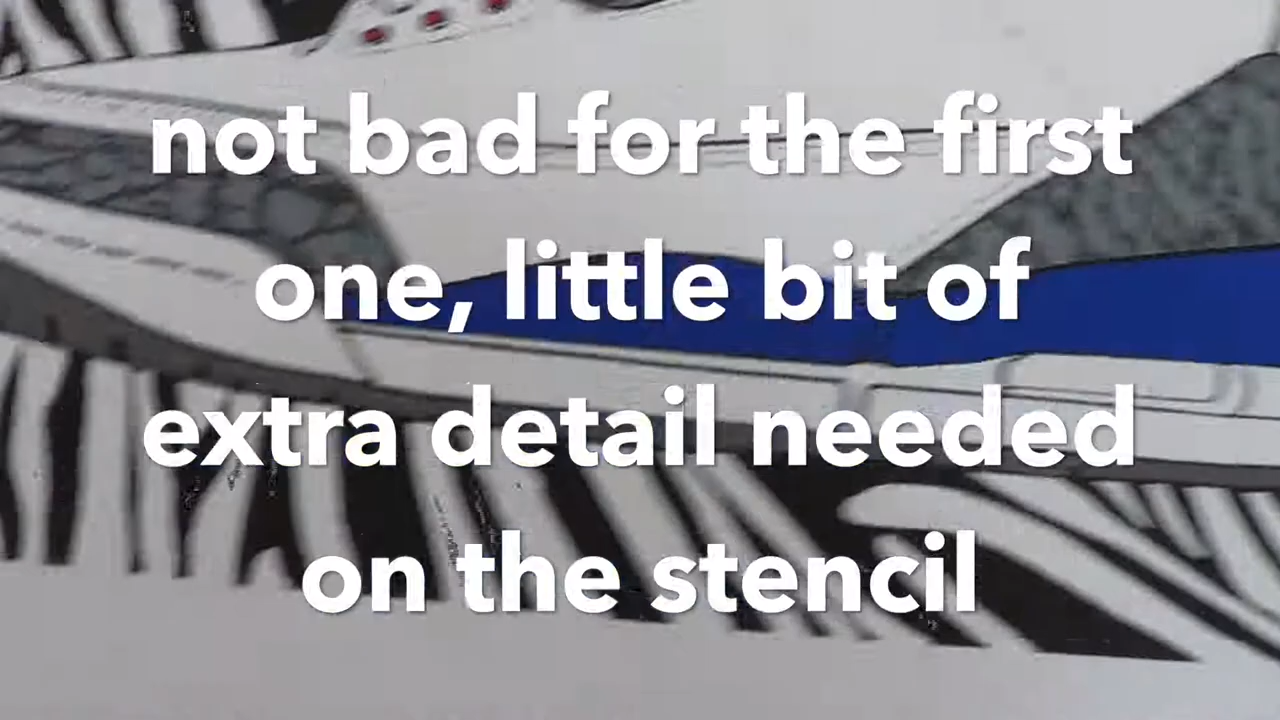 not bad for the first
one, little bit of
extra detail needed
on the stencil